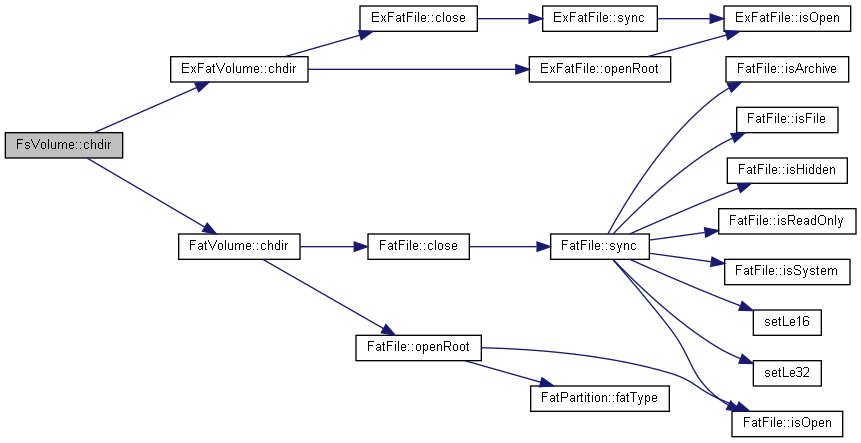 ExFatFile::close
ExFatFile::sync
ExFatFile::isOpen
ExFatVolume::chdir
ExFatFile::openRoot
FatFile::isArchive
FatFile::isFile
FsVolume::chdir
FatFile::isHidden
FatFile::isReadOnly
FatVolume::chdir
FatFile::close
FatFile::sync
FatFile::isSystem
setLe16
FatFile::openRoot
setLe32
FatPartition::fatType
FatFile::isOpen